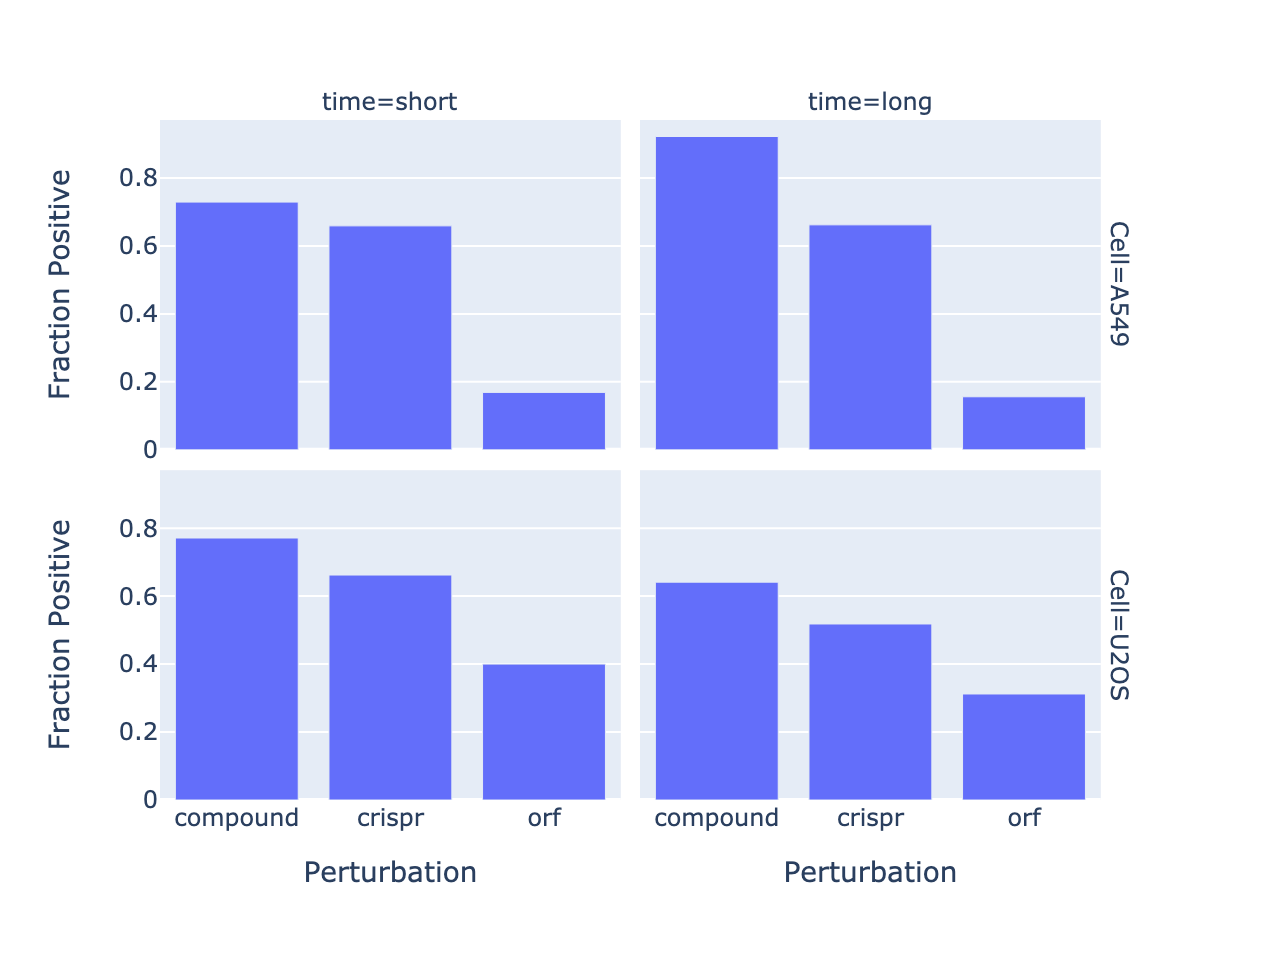 time=short
time=long
Fraction Positive
0.8
0.6
0.4
0.2
0
Cell=A549
Fraction Positive
0.8
0.6
0.4
0.2
0
Cell=U2OS
compound crispr orf
compound crispr orf
Perturbation
Perturbation